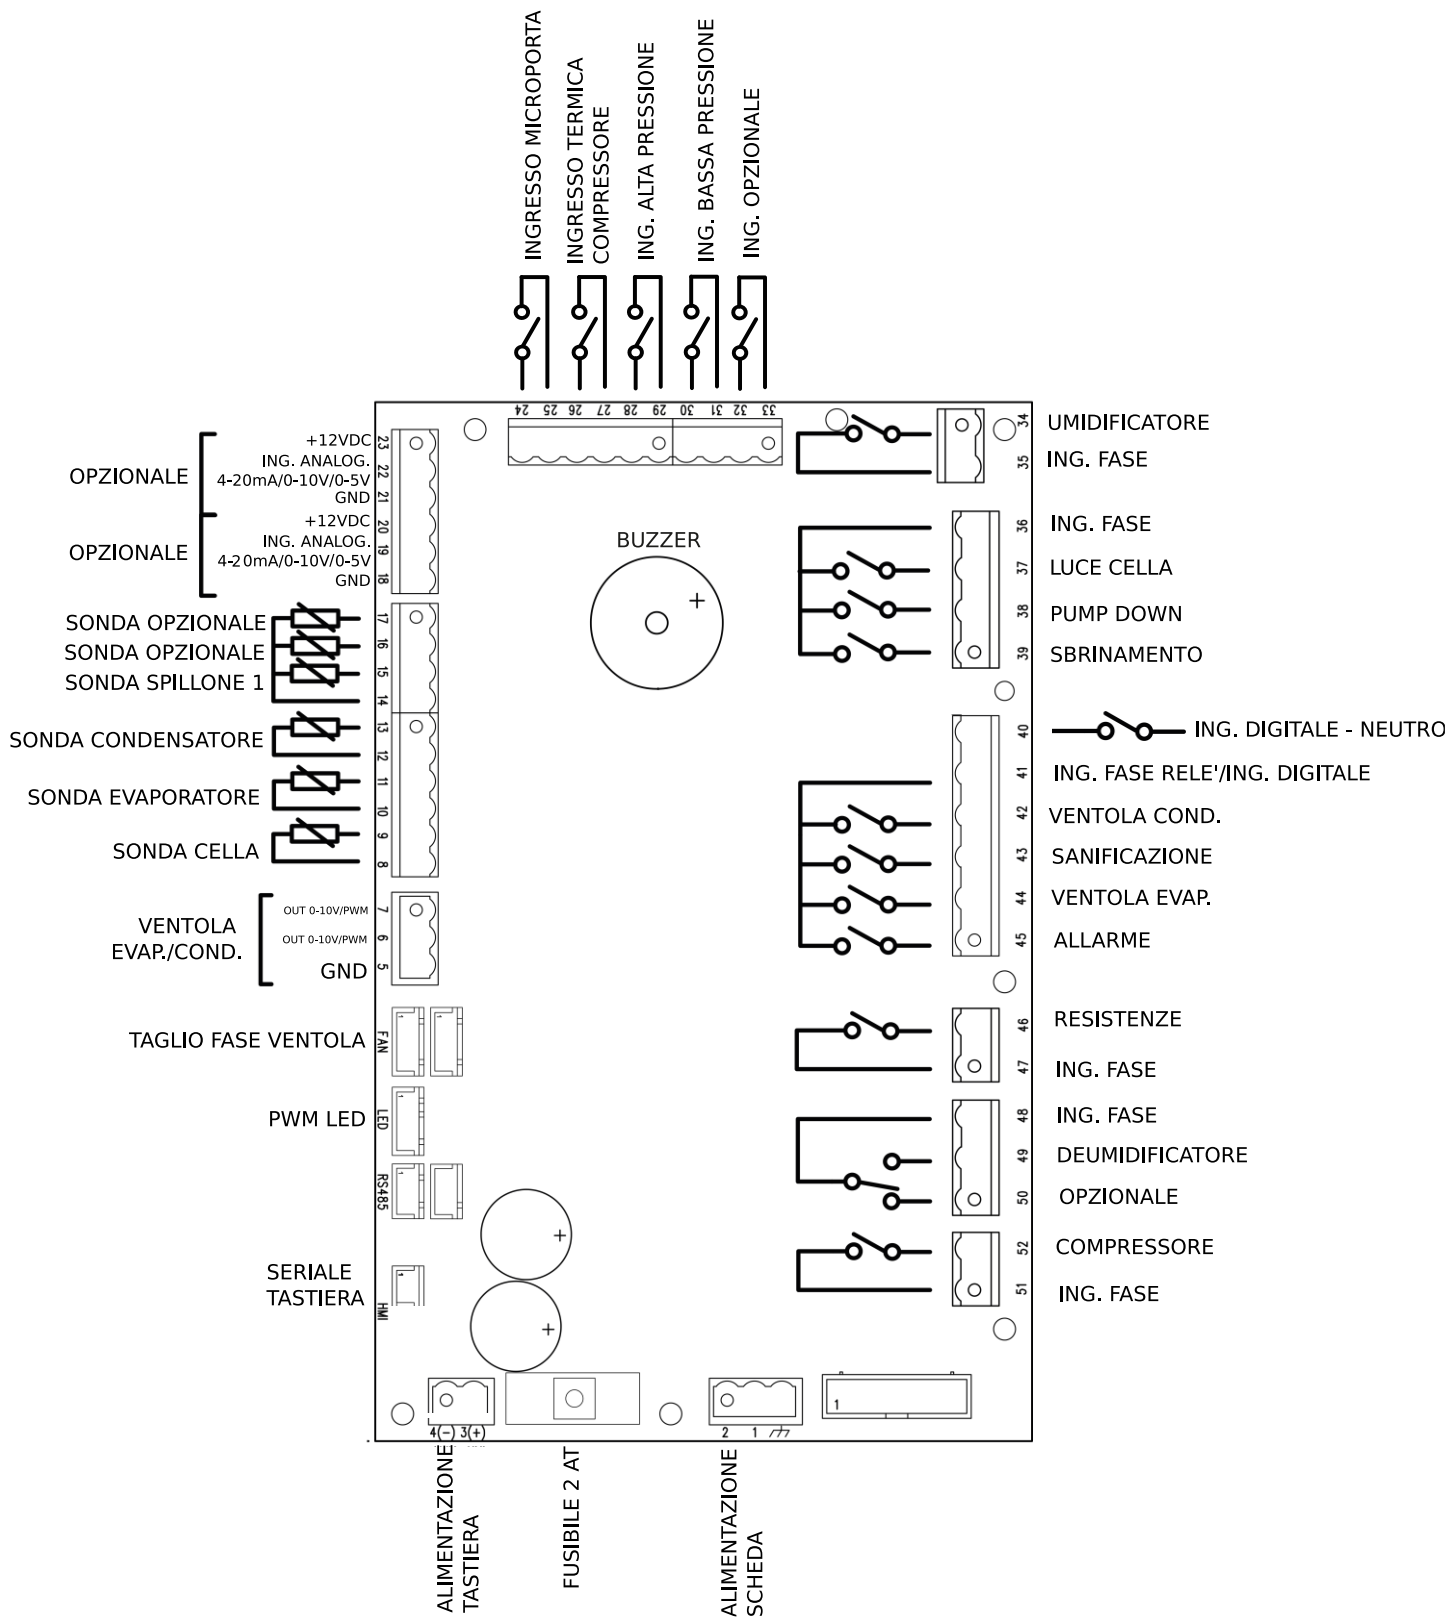 INGRESSO MICROPORTA
INGRESSO TERMICA
COMPRESSORE
ING. ALTA PRESSIONE
ING. BASSA PRESSIONE
ING. OPZIONALE
24 25 26 27 28 29 30 31 32 33
OPZIONALE
+12VDC
23
ING. ANALOG.
4-20mA/0-10V/0-5V
22
GND
21
OPZIONALE
+12VDC
20
ING. ANALOG.
4-20mA/0-10V/0-5V
19
GND
18
SONDA OPZIONALE
17
SONDA OPZIONALE
16
SONDA SPILLONE 1
15
14
SONDA CONDENSATORE
13
12
SONDA EVAPORATORE
11
10
SONDA CELLA
9
8
VENTOLA
EVAP./COND.
OUT 0-10V/PWM
7
OUT 0-10V/PWM
6
GND
5
TAGLIO FASE VENTOLA
FAN
1
1
PWM LED
LED
1
RS485
1
SERIALE
TASTIERA
1
HMI
BUZZER
+
+
+
34
UMIDIFICATORE
35
ING. FASE
36
ING. FASE
37
LUCE CELLA
38
PUMP DOWN
39
SBRINAMENTO
40
ING. DIGITALE - NEUTRO
41
ING. FASE RELE'/ING. DIGITALE
42
VENTOLA COND.
43
SANIFICAZIONE
44
VENTOLA EVAP.
45
ALLARME
46
RESISTENZE
47
ING. FASE
48
ING. FASE
49
DEUMIDIFICATORE
50
OPZIONALE
52
COMPRESSORE
51
ING. FASE
4(-) 3(+)
2 1
1
ALIMENTAZIONE
TASTIERA
FUSIBILE 2 AT
ALIMENTAZIONE
SCHEDA